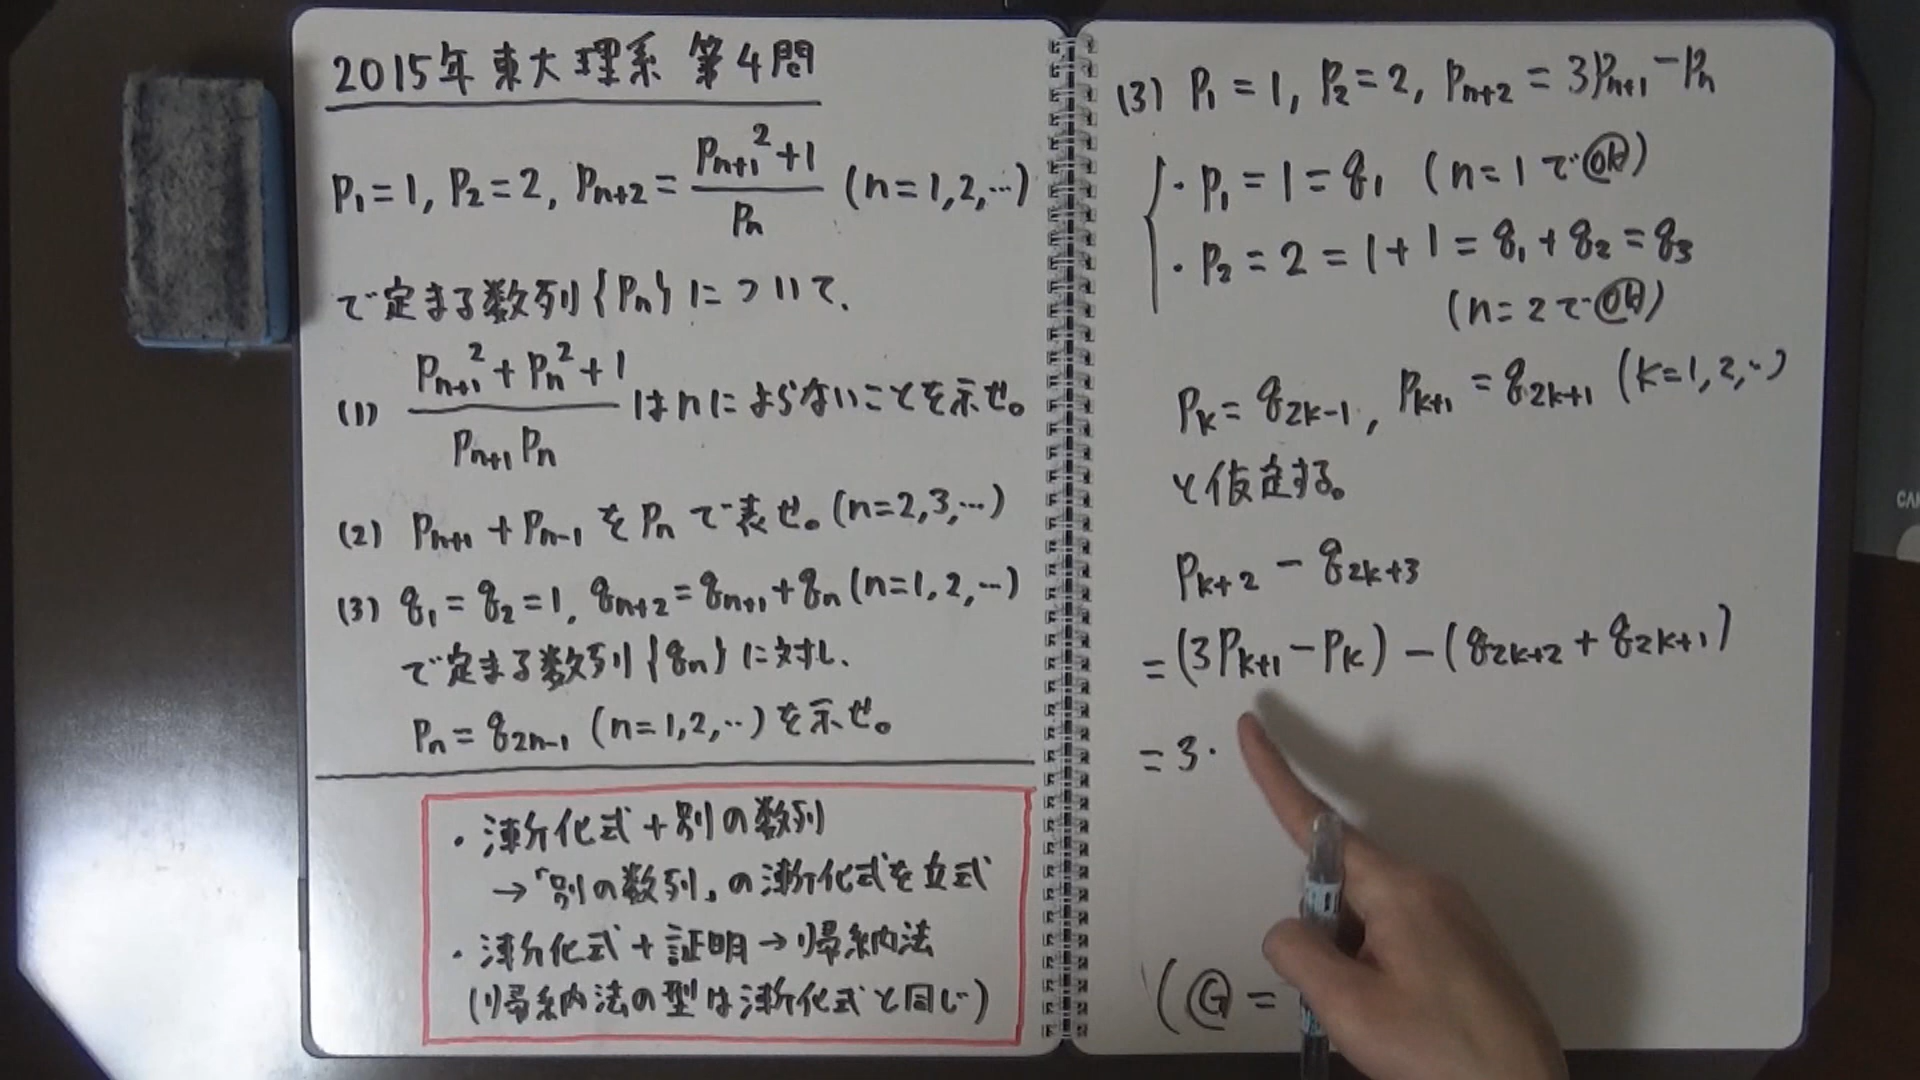 2015年 東大理系 第4問
P₁=1, P₂=2, Pₙ₊₂ = (Pₙ₊₁²+1)/Pₙ (n=1,2,…)
で定まる数列{Pₙ}について、
(1) (Pₙ₊₁²+Pₙ²+1)/(Pₙ₊₁Pₙ) はnによらないことを示せ。
(2) Pₙ₊₁+Pₙ₋₁ をPₙで表せ。(n=2,3,…)
(3) q₁=q₂=1, qₙ₊₂=qₙ₊₁+qₙ (n=1,2,…)
で定まる数列{qₙ}に対し、
Pₙ=q₂ₙ₋₁ (n=1,2,…)を示せ。
・漸化式+別の数列
→「別の数列」の漸化式を立式
・漸化式+証明→帰納法
(帰納法の型は漸化式と同じ)
(3) P₁=1, P₂=2, Pₙ₊₂=3Pₙ₊₁-Pₙ
・P₁=1=q₁ (n=1でOK)
・P₂=2=1+1=q₁+q₂=q₃
(n=2でOK)
Pₖ=q₂ₖ₋₁, Pₖ₊₁=q₂ₖ₊₁ (k=1,2,…)
と仮定する。
Pₖ₊₂-q₂ₖ₊₃
=(3Pₖ₊₁-Pₖ)-(q₂ₖ₊₂+q₂ₖ₊₁)
=3・
(G=
CA